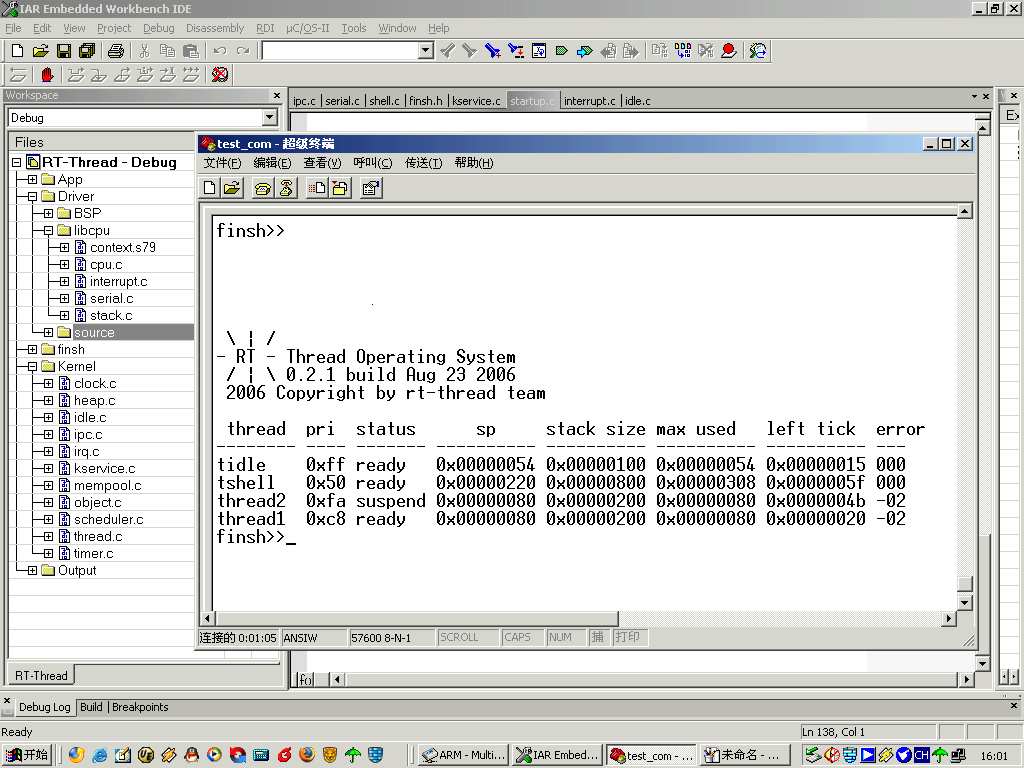 IAR Embedded Workbench IDE
File Edit View Project Debug Disassembly RDI µC/OS-II Tools Window Help
Workspace
ipc.c | serial.c | shell.c | finsh.h | kservice.c | startup.c | interrupt.c | idle.c
Debug
Files
Ex
RT-Thread - Debug
App
Driver
BSP
libcpu
context.s79
cpu.c
interrupt.c
serial.c
stack.c
source
finsh
Kernel
clock.c
heap.c
idle.c
ipc.c
irq.c
kservice.c
mempool.c
object.c
scheduler.c
thread.c
timer.c
Output
RT-Thread
test_com - 超级终端
文件(F) 编辑(E) 查看(V) 呼叫(C) 传送(T) 帮助(H)
finsh>>
\ | /
- RT - Thread Operating System
/ | \ 0.2.1 build Aug 23 2006
2006 Copyright by rt-thread team
thread pri status sp stack size max used left tick error
-------- ---- ------- ---------- ---------- ---------- ---------- ---
tidle 0xff ready 0x00000054 0x00000100 0x00000054 0x00000015 000
tshell 0x50 ready 0x00000220 0x00000800 0x00000308 0x0000005f 000
thread2 0xfa suspend 0x00000080 0x00000200 0x00000080 0x0000004b -02
thread1 0xc8 ready 0x00000080 0x00000200 0x00000080 0x00000020 -02
finsh>>_
连接的 0:01:05 ANSIW 57600 8-N-1 SCROLL CAPS NUM 捕 打印
fo
Debug Log Build | Breakpoints
Ready Ln 138, Col 1
开始 ARM - Multi... IAR Embed... test_com - ... 未命名 - ... CH 16:01